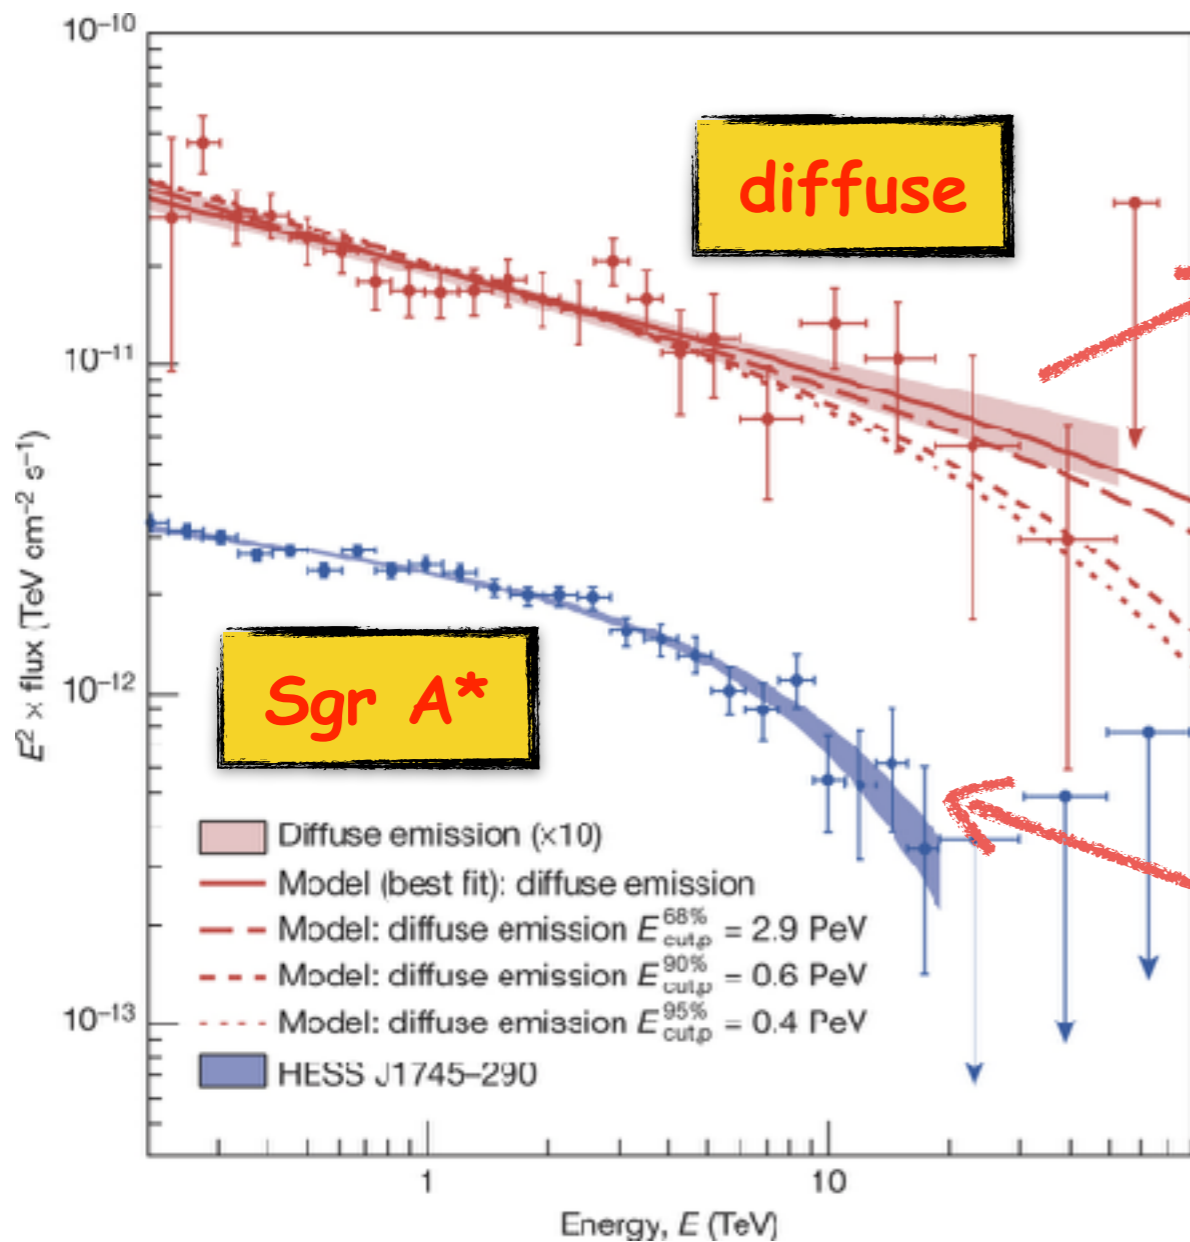 10⁻¹⁰
diffuse
10⁻¹¹
E² × flux (TeV cm⁻² s⁻¹)
Sgr A*
10⁻¹²
Diffuse emission (×10)
Model (best fit): diffuse emission
Model: diffuse emission E^68%_cut,p = 2.9 PeV
Model: diffuse emission E^90%_cut,p = 0.6 PeV
Model: diffuse emission E^95%_cut,p = 0.4 PeV
10⁻¹³
HESS J1745–290
1 10
Energy, E (TeV)